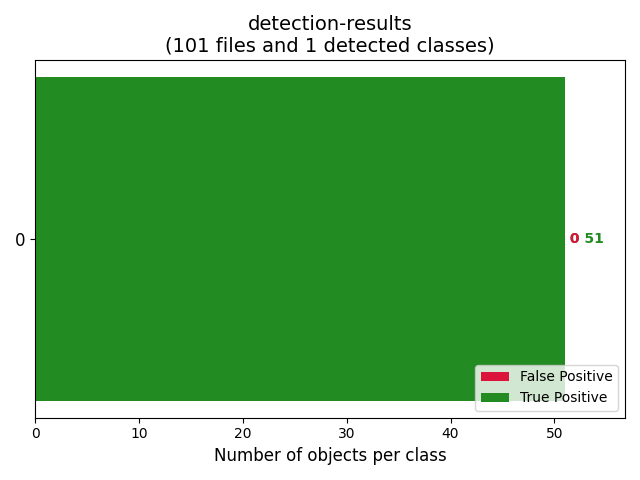 detection-results
(101 files and 1 detected classes)
0
0 51
False Positive
True Positive
0 10 20 30 40 50
Number of objects per class